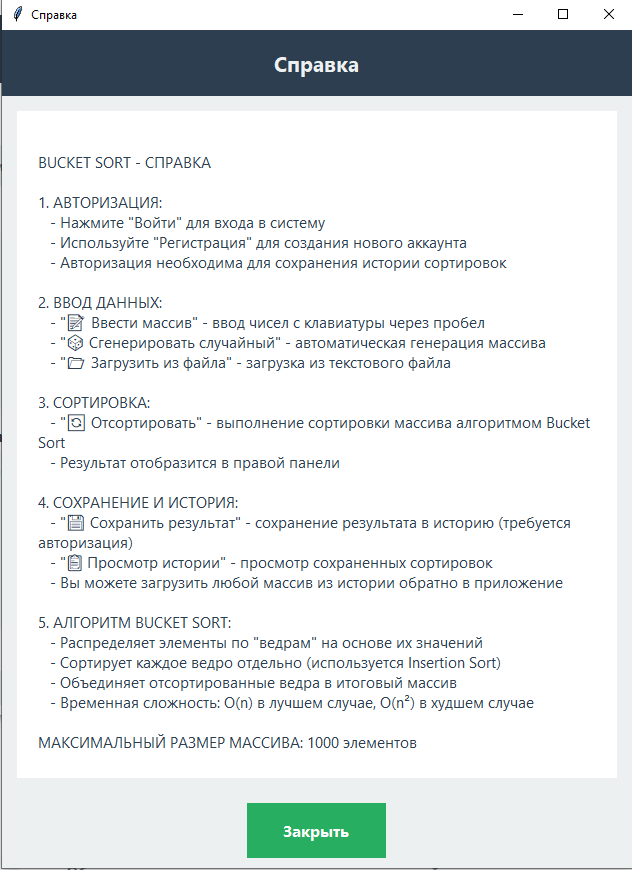 Справка
Справка
BUCKET SORT - СПРАВКА
1. АВТОРИЗАЦИЯ:
- Нажмите "Войти" для входа в систему
- Используйте "Регистрация" для создания нового аккаунта
- Авторизация необходима для сохранения истории сортировок
2. ВВОД ДАННЫХ:
- "📝 Ввести массив" - ввод чисел с клавиатуры через пробел
- "🎲 Сгенерировать случайный" - автоматическая генерация массива
- "📂 Загрузить из файла" - загрузка из текстового файла
3. СОРТИРОВКА:
- "🔄 Отсортировать" - выполнение сортировки массива алгоритмом Bucket
Sort
- Результат отобразится в правой панели
4. СОХРАНЕНИЕ И ИСТОРИЯ:
- "💾 Сохранить результат" - сохранение результата в историю (требуется
авторизация)
- "📋 Просмотр истории" - просмотр сохраненных сортировок
- Вы можете загрузить любой массив из истории обратно в приложение
5. АЛГОРИТМ BUCKET SORT:
- Распределяет элементы по "ведрам" на основе их значений
- Сортирует каждое ведро отдельно (используется Insertion Sort)
- Объединяет отсортированные ведра в итоговый массив
- Временная сложность: O(n) в лучшем случае, O(n²) в худшем случае
МАКСИМАЛЬНЫЙ РАЗМЕР МАССИВА: 1000 элементов
Закрыть